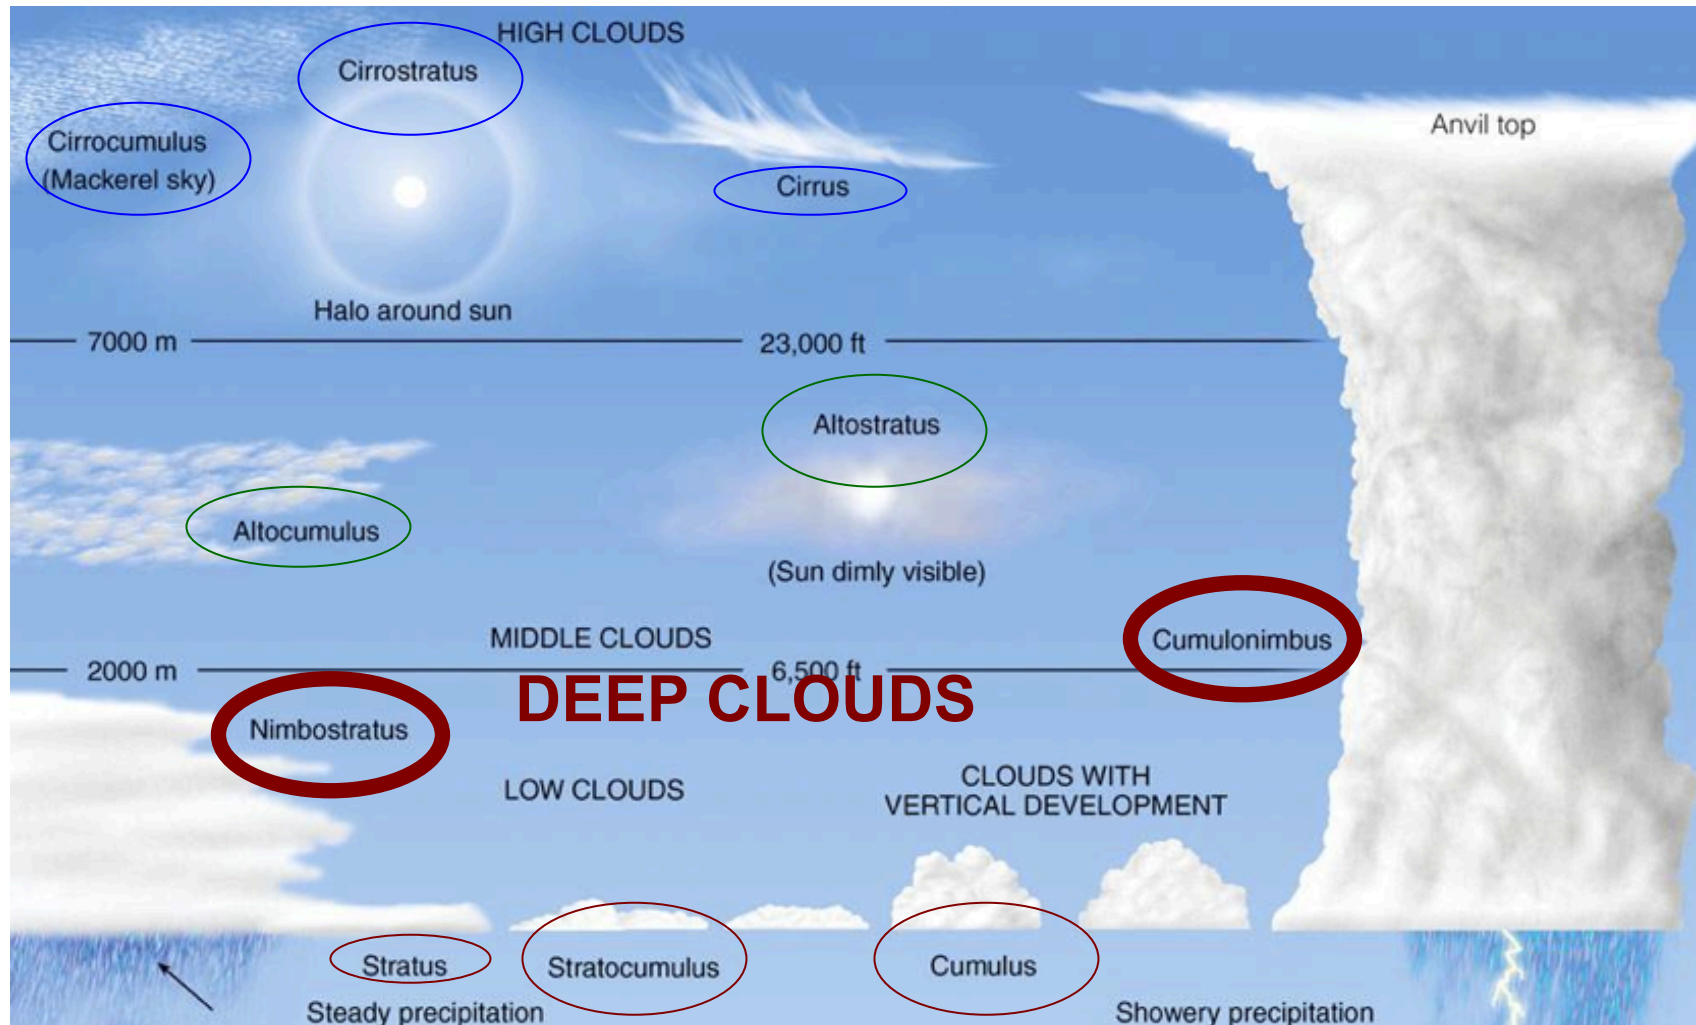 HIGH CLOUDS
Cirrostratus
Cirrocumulus
(Mackerel sky)
Cirrus
Anvil top
Halo around sun
7000 m
23,000 ft
Altostratus
Altocumulus
(Sun dimly visible)
MIDDLE CLOUDS
Cumulonimbus
2000 m
6,500 ft
DEEP CLOUDS
Nimbostratus
LOW CLOUDS
CLOUDS WITH
VERTICAL DEVELOPMENT
Stratus
Stratocumulus
Cumulus
Steady precipitation
Showery precipitation